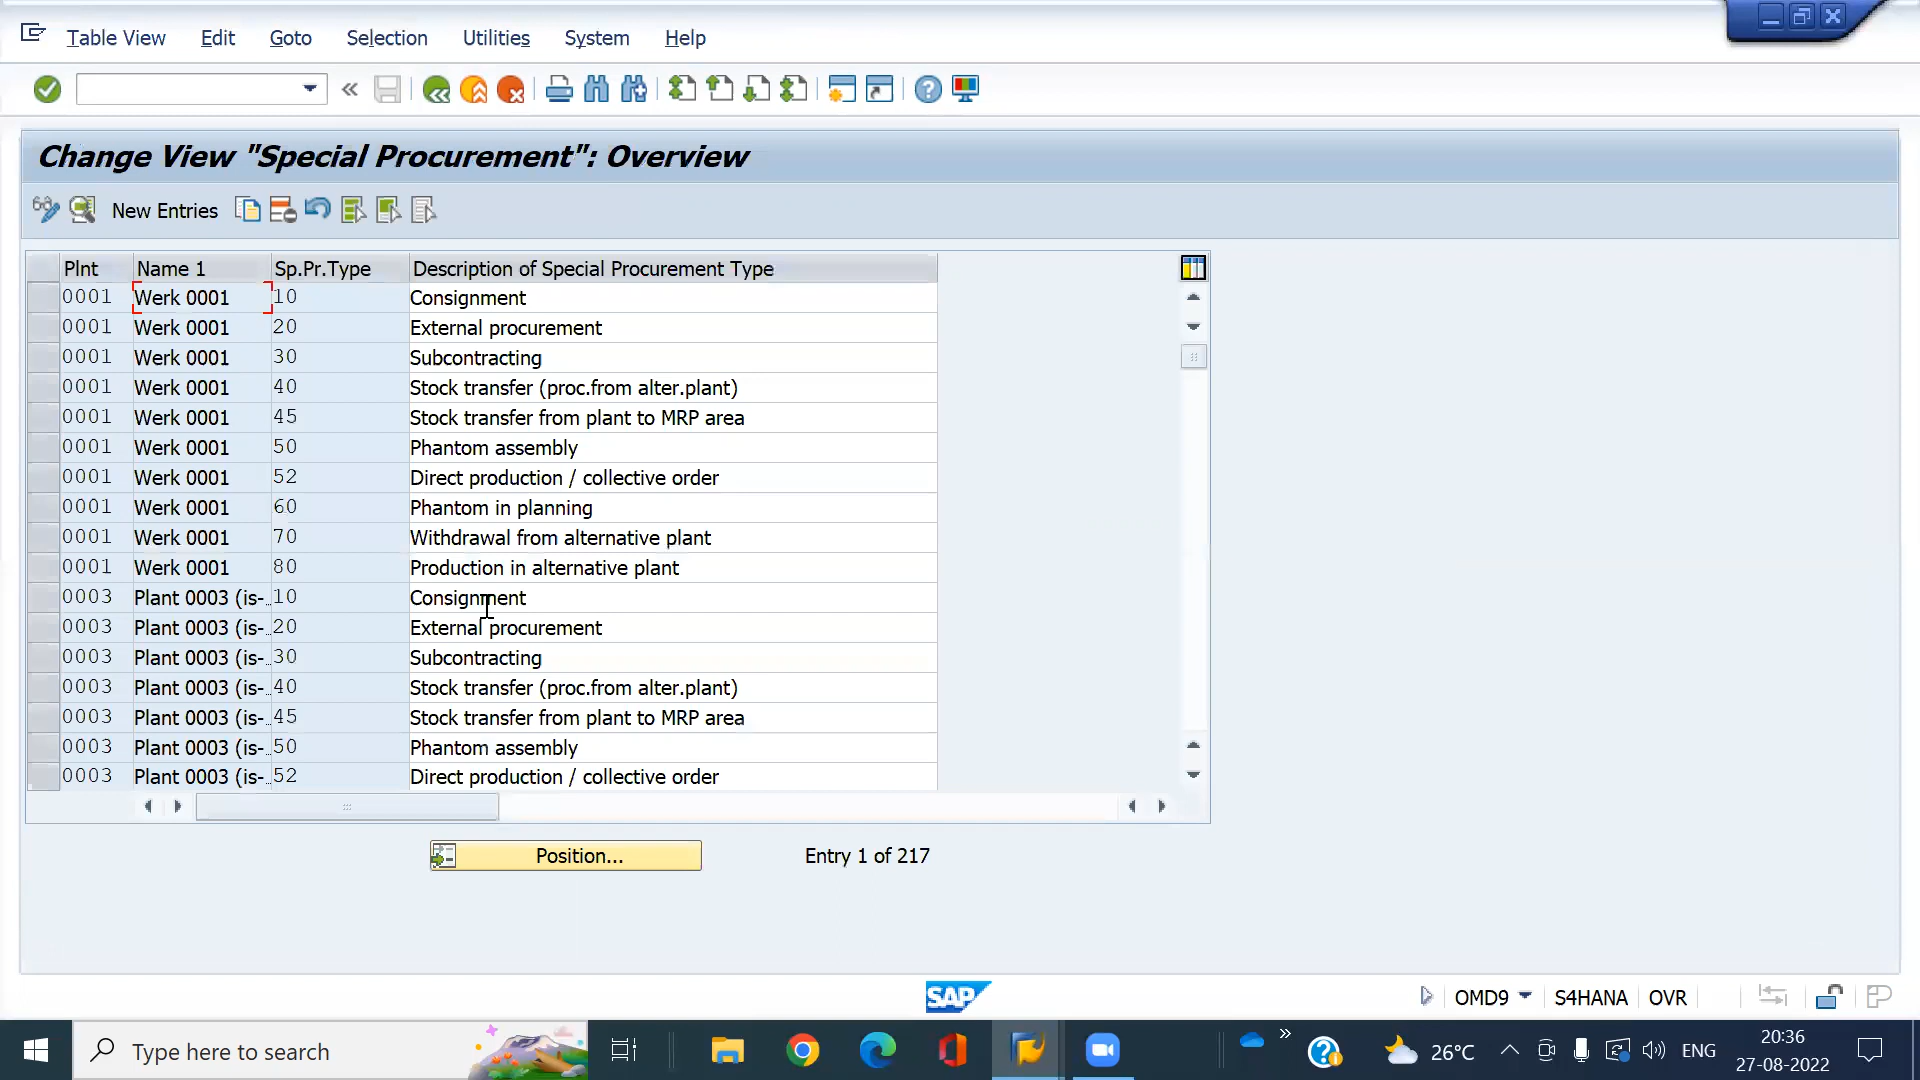 Table View Edit Goto Selection Utilities System Help
Change View "Special Procurement": Overview
New Entries
Plnt Name 1 Sp.Pr.Type Description of Special Procurement Type
0001 Werk 0001 10 Consignment
0001 Werk 0001 20 External procurement
0001 Werk 0001 30 Subcontracting
0001 Werk 0001 40 Stock transfer (proc.from alter.plant)
0001 Werk 0001 45 Stock transfer from plant to MRP area
0001 Werk 0001 50 Phantom assembly
0001 Werk 0001 52 Direct production / collective order
0001 Werk 0001 60 Phantom in planning
0001 Werk 0001 70 Withdrawal from alternative plant
0001 Werk 0001 80 Production in alternative plant
0003 Plant 0003 (is-.. 10 Consignment
0003 Plant 0003 (is-.. 20 External procurement
0003 Plant 0003 (is-.. 30 Subcontracting
0003 Plant 0003 (is-.. 40 Stock transfer (proc.from alter.plant)
0003 Plant 0003 (is-.. 45 Stock transfer from plant to MRP area
0003 Plant 0003 (is-.. 50 Phantom assembly
0003 Plant 0003 (is-.. 52 Direct production / collective order
Position... Entry 1 of 217
SAP OMD9 S4HANA OVR
Type here to search 26°C ENG 20:36
27-08-2022